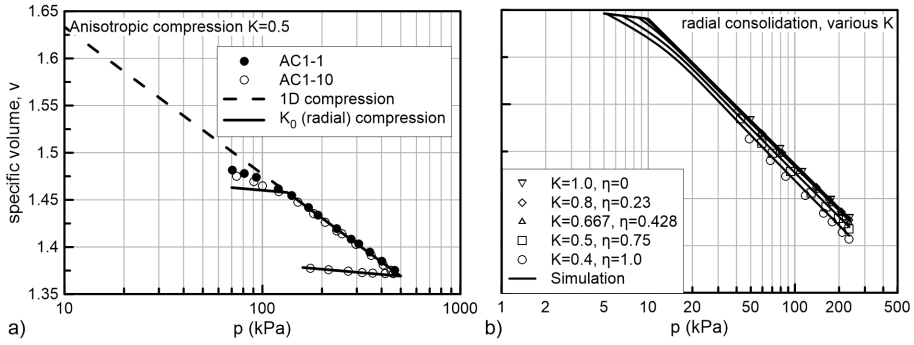 Anisotropic compression K=0.5
AC1-1
AC1-10
1D compression
K₀ (radial) compression
1.65
1.6
1.55
1.5
1.45
1.4
1.35
specific volume, v
10
100
1000
p (kPa)
a)
radial consolidation, various K
K=1.0, η=0
K=0.8, η=0.23
K=0.667, η=0.428
K=0.5, η=0.75
K=0.4, η=1.0
Simulation
1
2
5
10
20
50
100
200
500
p (kPa)
b)